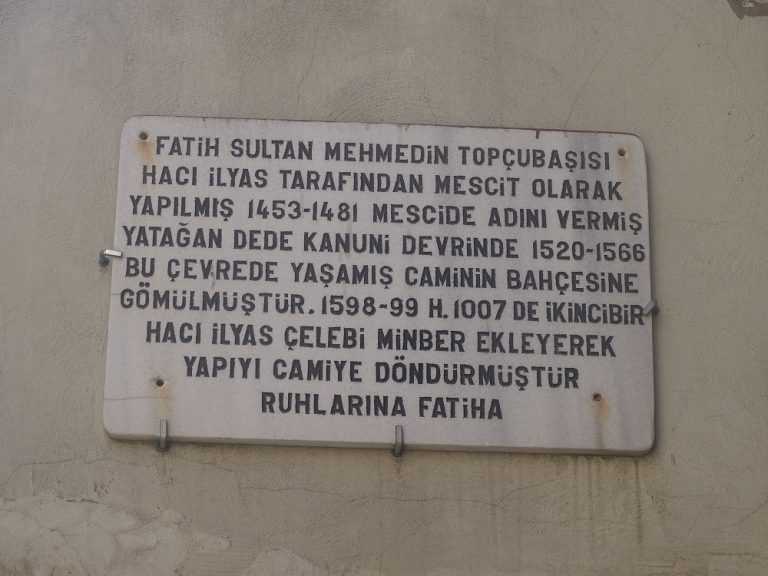 FATİH SULTAN MEHMEDİN TOPÇUBAŞISI
HACI İLYAS TARAFINDAN MESCİT OLARAK
YAPILMIŞ 1453-1481 MESCİDE ADINI VERMİŞ
YATAĞAN DEDE KANUNİ DEVRİNDE 1520-1566
BU ÇEVREDE YAŞAMIŞ CAMİNİN BAHÇESİNE
GÖMÜLMÜŞTÜR. 1598-99 H. 1007 DE İKİNCİBİR
HACI İLYAS ÇELEBİ MİNBER EKLEYEREK
YAPIYI CAMİYE DÖNDÜRMÜŞTÜR
RUHLARINA FATİHA